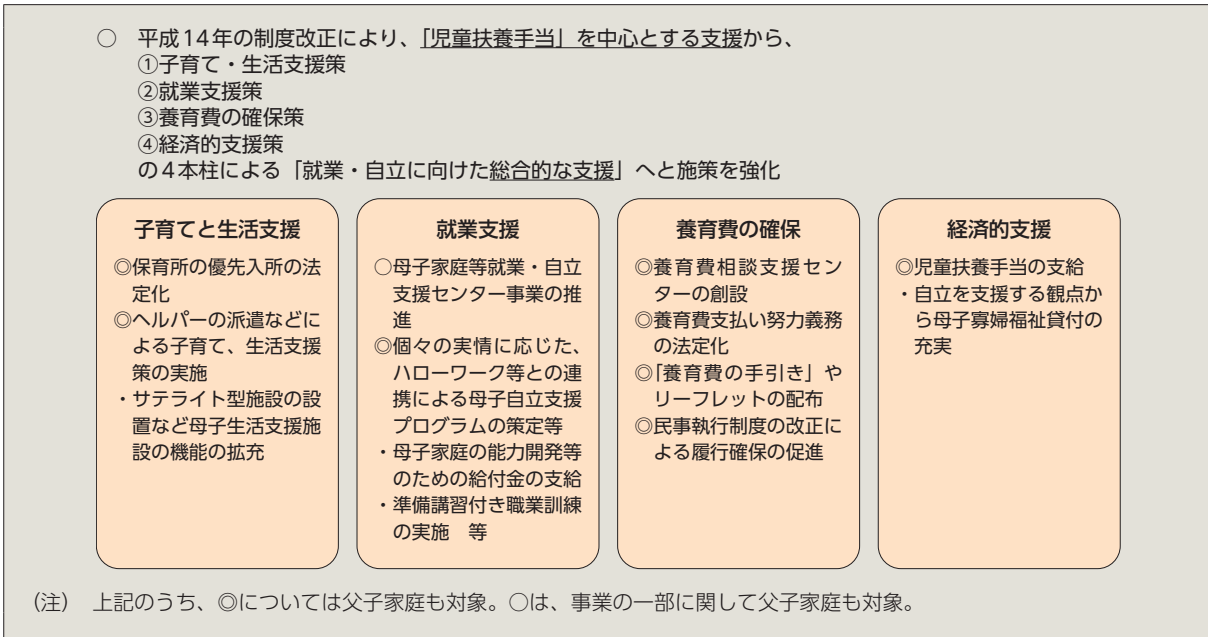 ○ 平成14年の制度改正により、「児童扶養手当」を中心とする支援から、
①子育て・生活支援策
②就業支援策
③養育費の確保策
④経済的支援策
の4本柱による「就業・自立に向けた総合的な支援」へと施策を強化
子育てと生活支援
◎保育所の優先入所の法
定化
◎ヘルパーの派遣などに
よる子育て、生活支援
策の実施
・サテライト型施設の設
置など母子生活支援施
設の機能の拡充
就業支援
○母子家庭等就業・自立
支援センター事業の推
進
◎個々の実情に応じた、
ハローワーク等との連
携による母子自立支援
プログラムの策定等
・母子家庭の能力開発等
のための給付金の支給
・準備講習付き職業訓練
の実施 等
養育費の確保
◎養育費相談支援セン
ターの創設
◎養育費支払い努力義務
の法定化
◎「養育費の手引き」や
リーフレットの配布
◎民事執行制度の改正に
よる履行確保の促進
経済的支援
◎児童扶養手当の支給
・自立を支援する観点か
ら母子寡婦福祉貸付の
充実
(注) 上記のうち、◎については父子家庭も対象。○は、事業の一部に関して父子家庭も対象。